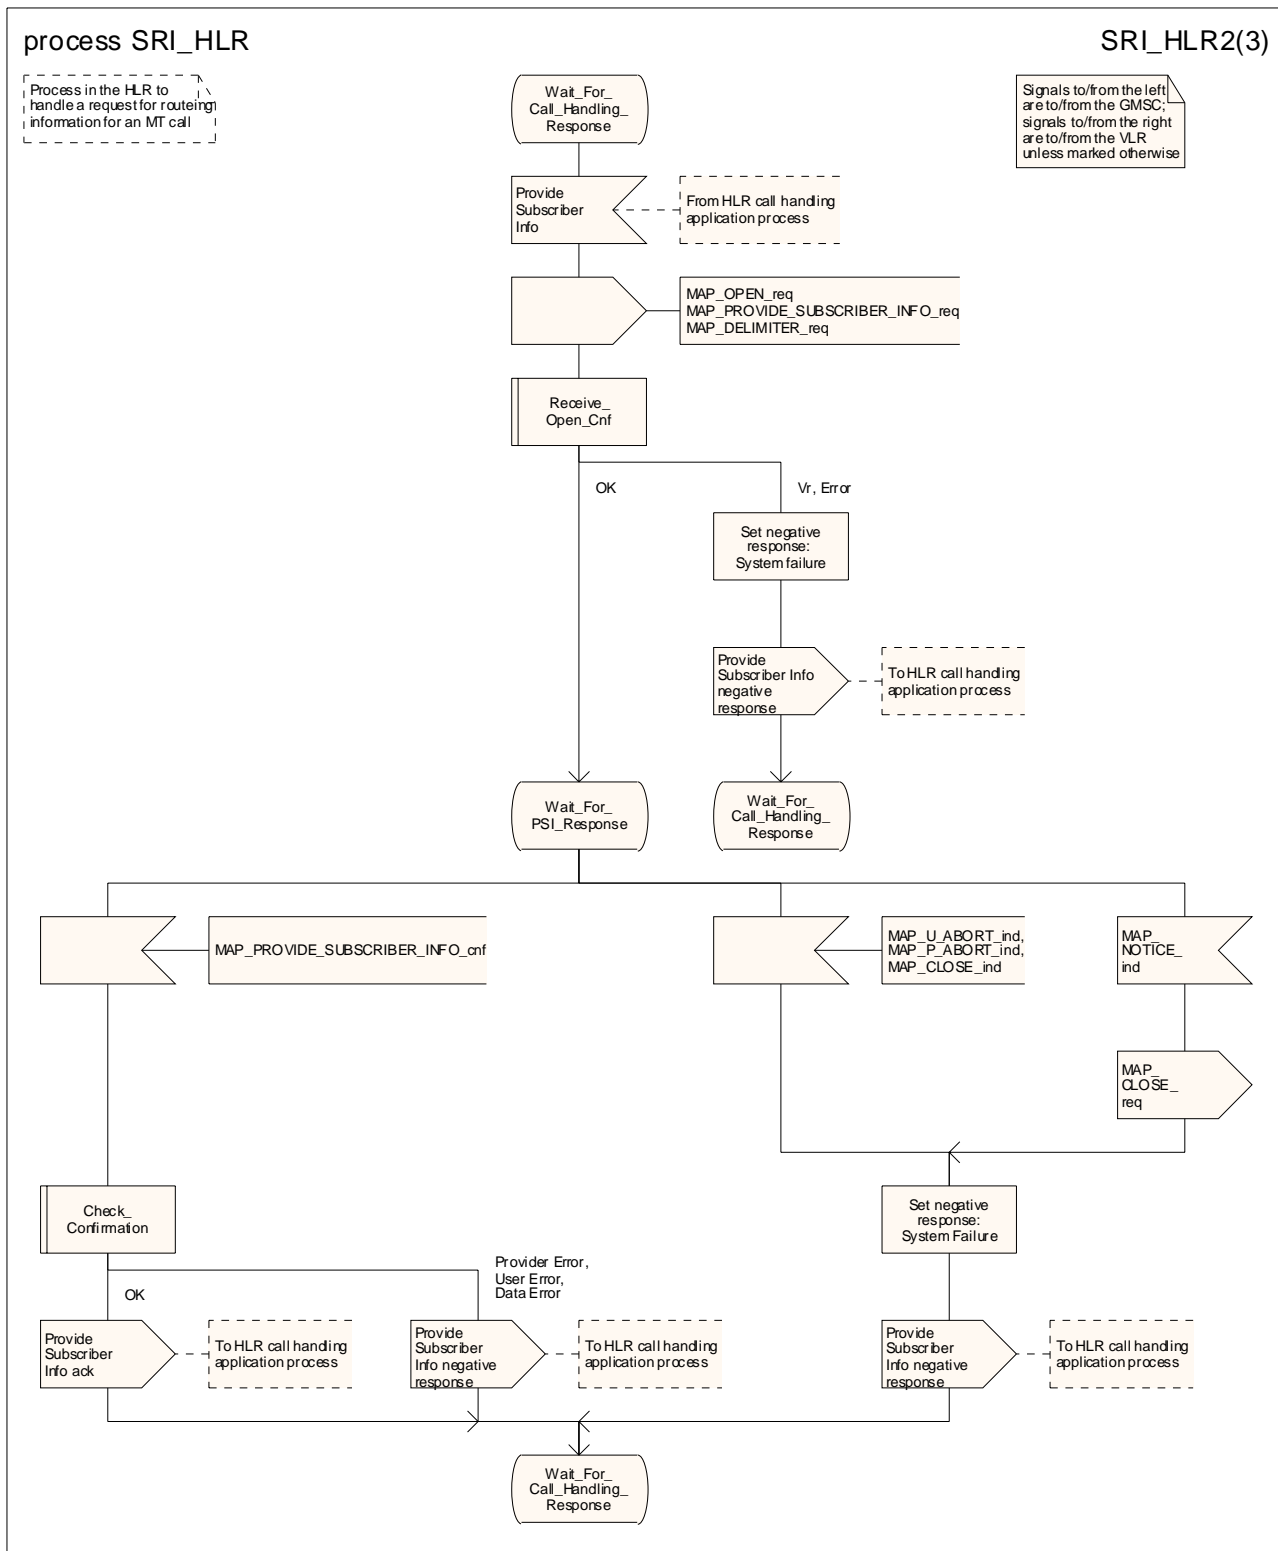 process SRI_HLR
SRI_HLR2(3)
Process in the HLR to
handle a request for routeing
information for an MT call
Wait_For_
Call_Handling_
Response
Signals to/from the left
are to/from the GMSC;
signals to/from the right
are to/from the VLR
unless marked otherwise
Provide
Subscriber
Info
From HLR call handling
application process
MAP_OPEN_req
MAP_PROVIDE_SUBSCRIBER_INFO_req
MAP_DELIMITER_req
Receive_
Open_Cnf
OK
Vr, Error
Set negative
response:
System failure
Provide
Subscriber Info
negative
response
To HLR call handling
application process
Wait_For_
PSI_Response
Wait_For_
Call_Handling_
Response
MAP_PROVIDE_SUBSCRIBER_INFO_cnf
MAP_U_ABORT_ind,
MAP_P_ABORT_ind,
MAP_CLOSE_ind
MAP_
NOTICE_
ind
MAP_
CLOSE_
req
Check_
Confirmation
Set negative
response:
System Failure
OK
Provider Error,
User Error,
Data Error
Provide
Subscriber
Info ack
To HLR call handling
application process
Provide
Subscriber
Info negative
response
To HLR call handling
application process
Provide
Subscriber
Info negative
response
To HLR call handling
application process
Wait_For_
Call_Handling_
Response